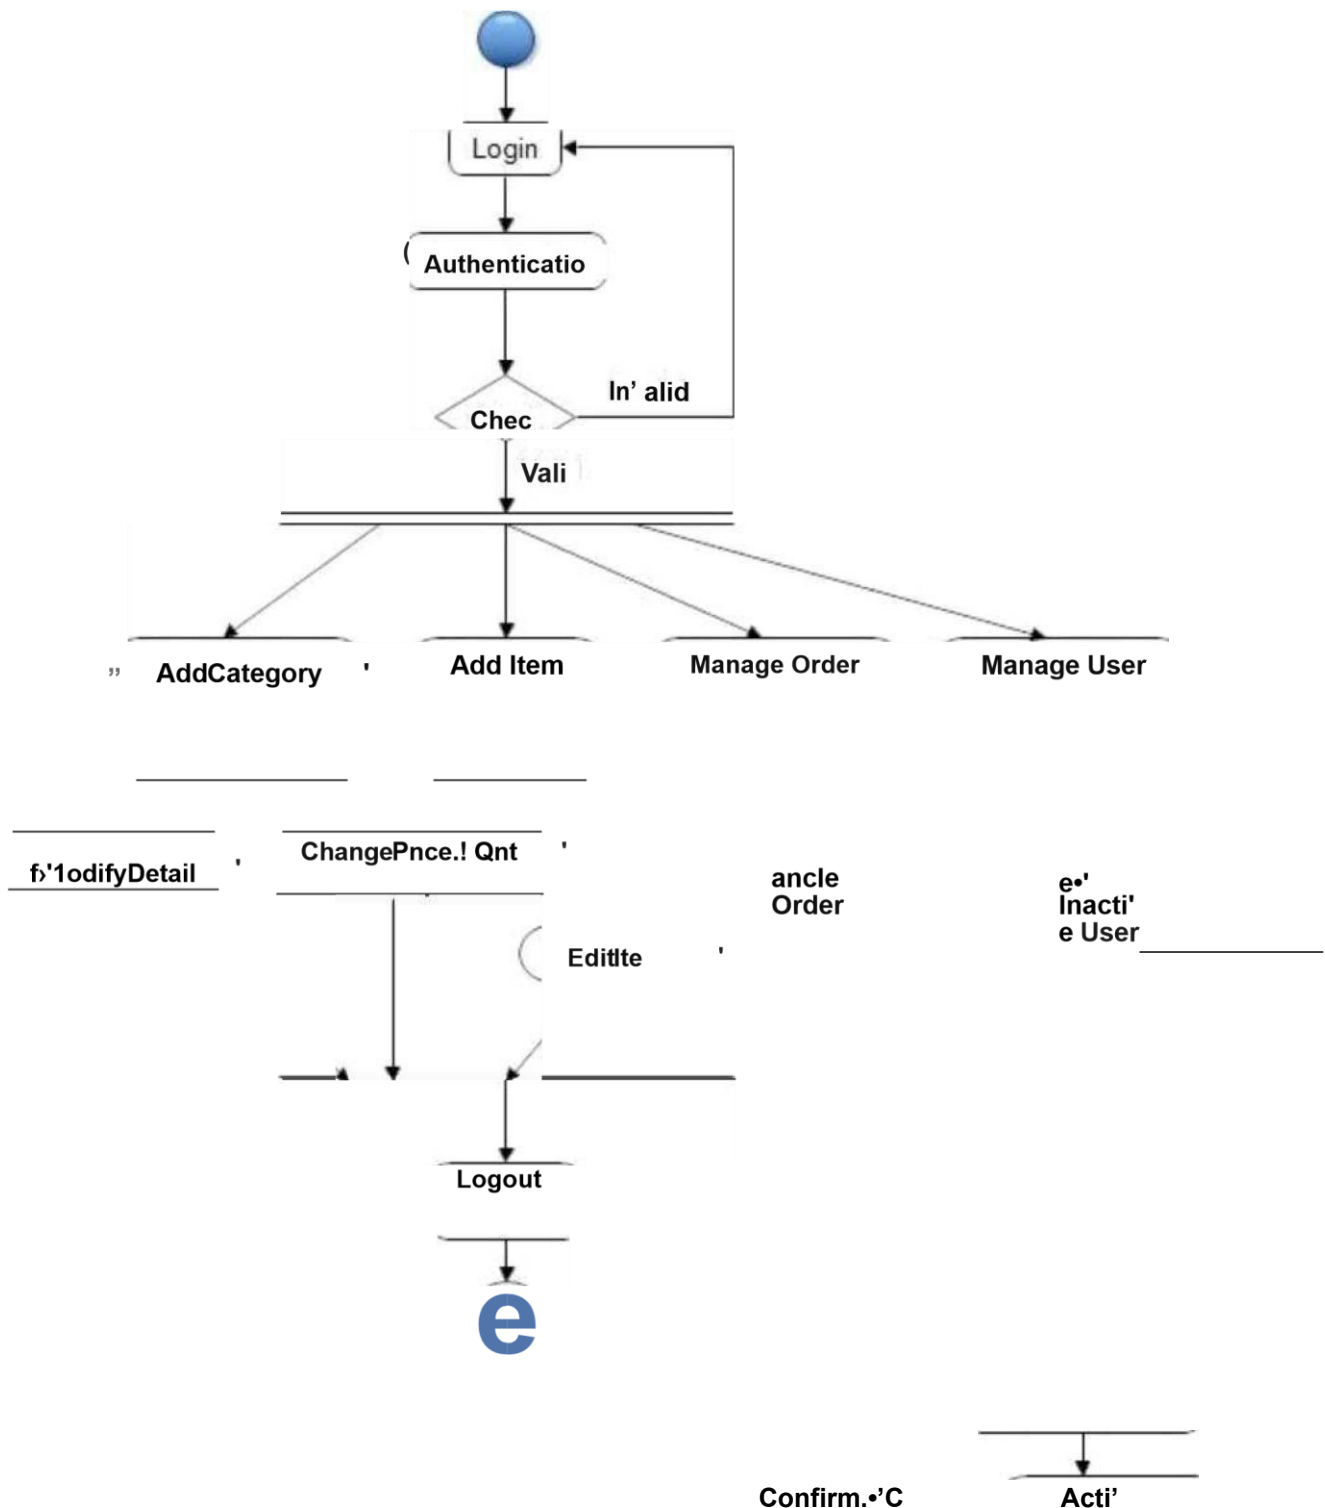 Login
Authenticatio
In’ alid
Chec
Vali
AddCategory '
Add Item
Manage Order
Manage User
ChangePnce.! Qnt '
f›'1odifyDetail '
ancle
Order
e•'
Inacti'
e User
EditIte '
Logout
e
Confirm.•’C
Acti’